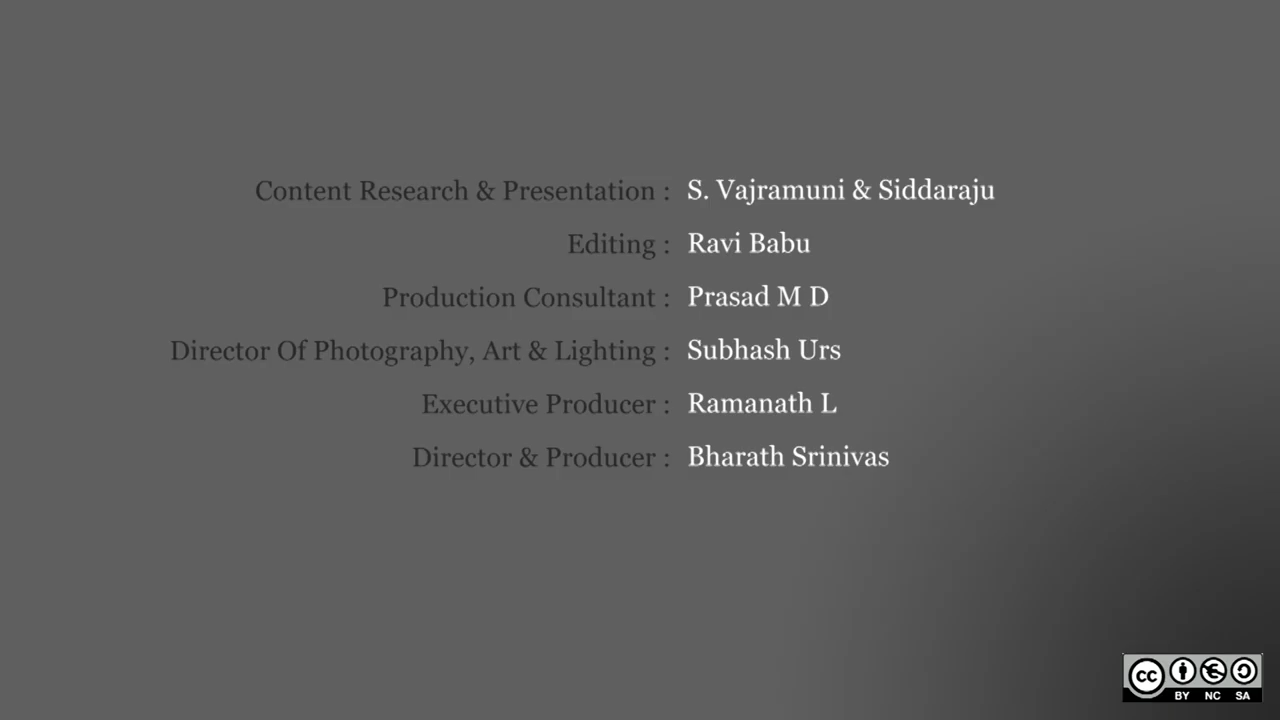 Content Research & Presentation : S. Vajramuni & Siddaraju
Editing : Ravi Babu
Production Consultant : Prasad M D
Director Of Photography, Art & Lighting : Subhash Urs
Executive Producer : Ramanath L
Director & Producer : Bharath Srinivas
cc
BY NC SA